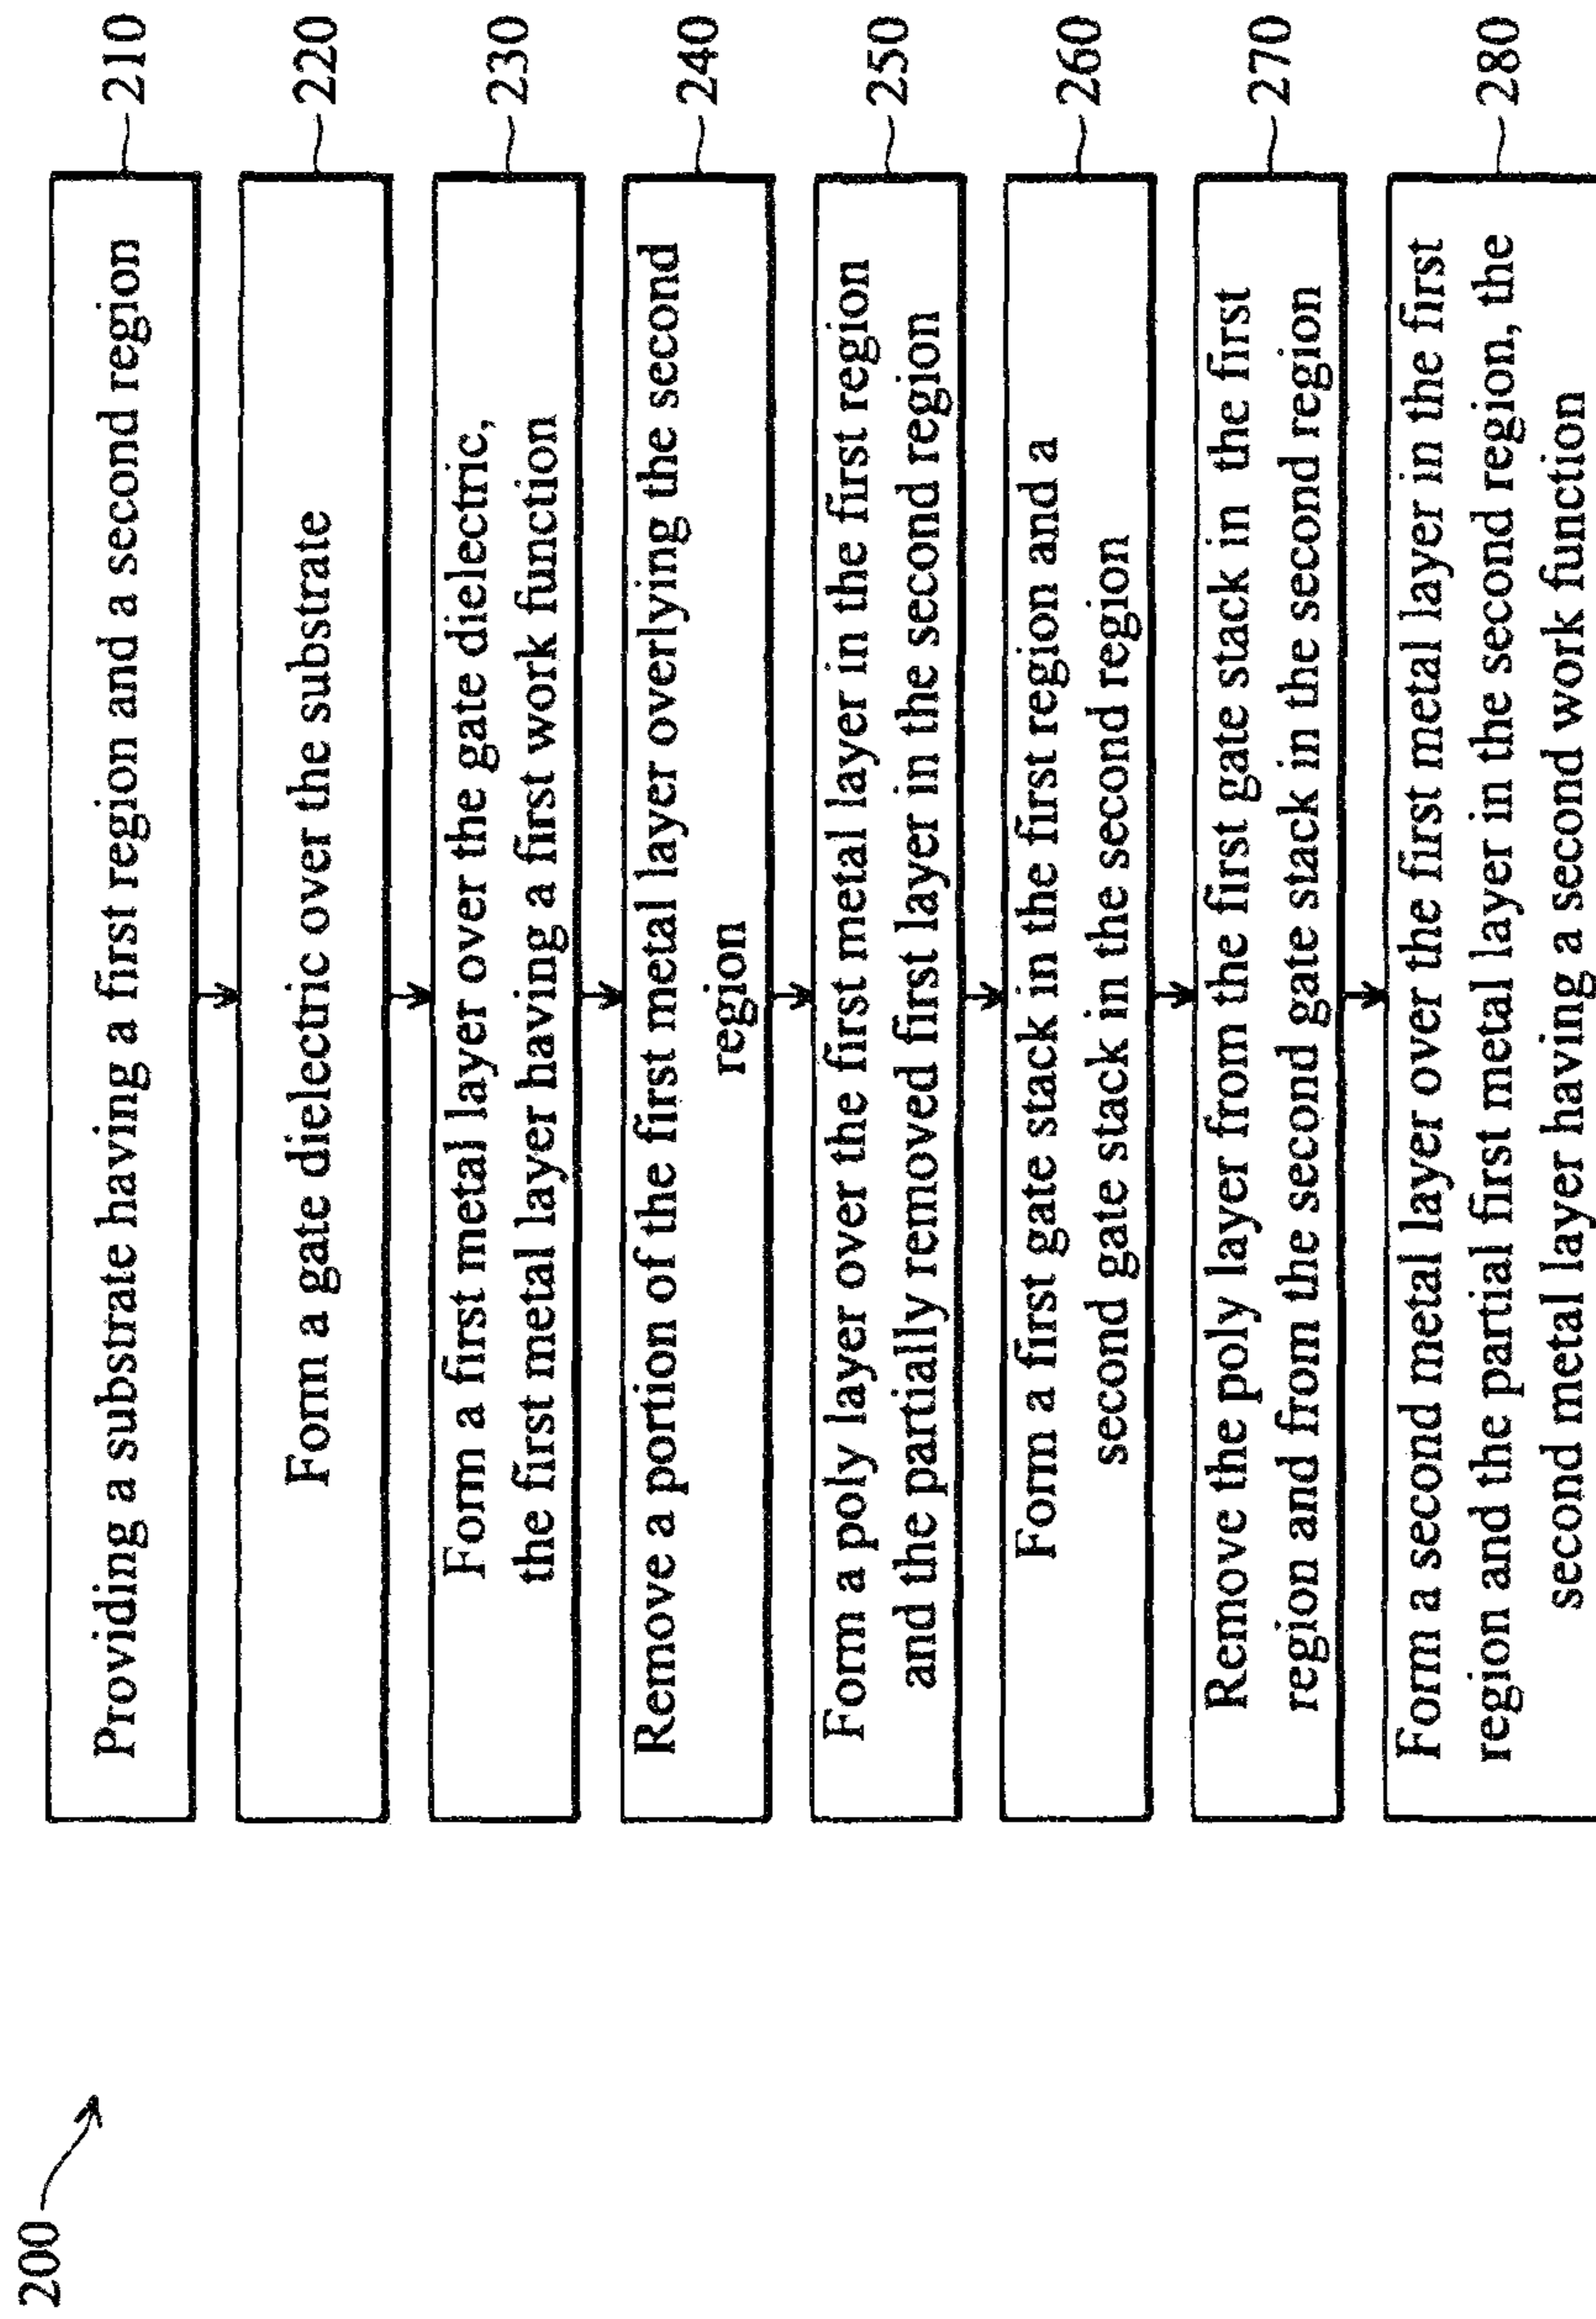 200
Providing a substrate having a first region and a second region
210
Form a gate dielectric over the substrate
220
Form a first metal layer over the gate dielectric,
the first metal layer having a first work function
230
Remove a portion of the first metal layer overlying the second
region
240
Form a poly layer over the first metal layer in the first region
and the partially removed first layer in the second region
250
Form a first gate stack in the first region and a
second gate stack in the second region
260
Remove the poly layer from the first gate stack in the first
region and from the second gate stack in the second region
270
Form a second metal layer over the first metal layer in the first
region and the partial first metal layer in the second region, the
second metal layer having a second work function
280